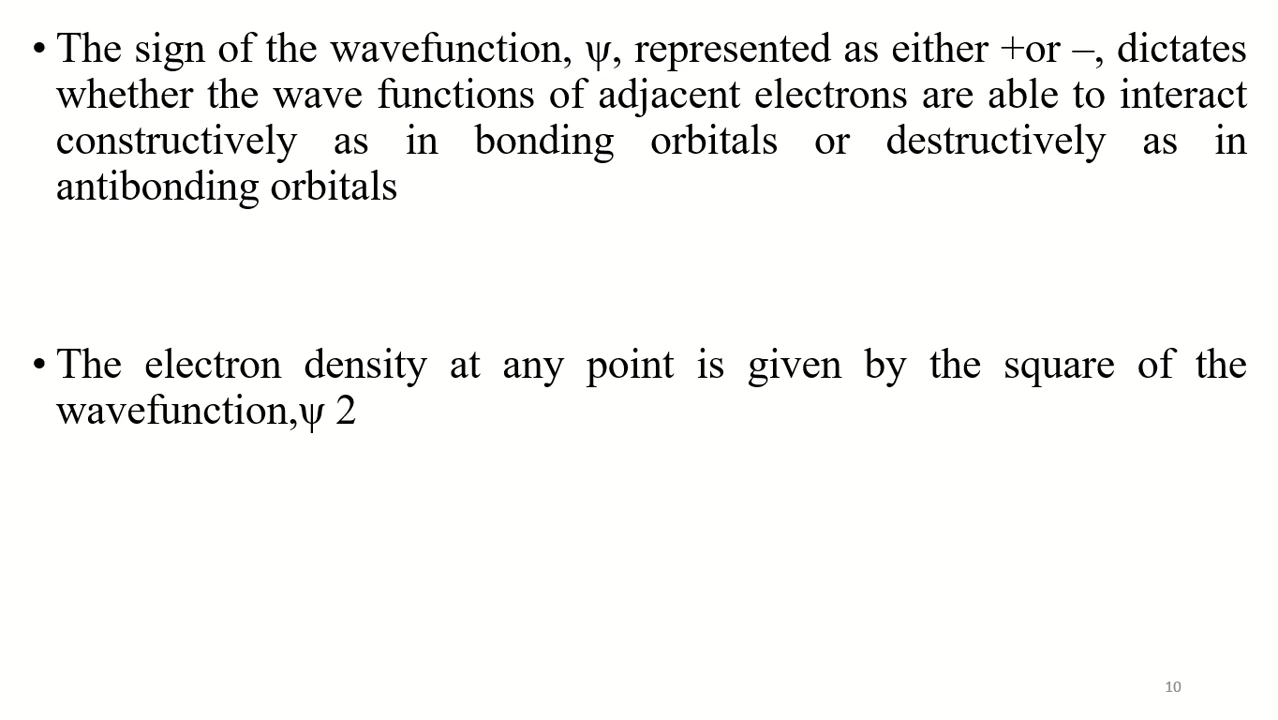 • The sign of the wavefunction, ψ, represented as either +or –, dictates
whether the wave functions of adjacent electrons are able to interact
constructively as in bonding orbitals or destructively as in
antibonding orbitals
• The electron density at any point is given by the square of the
wavefunction,ψ 2
10